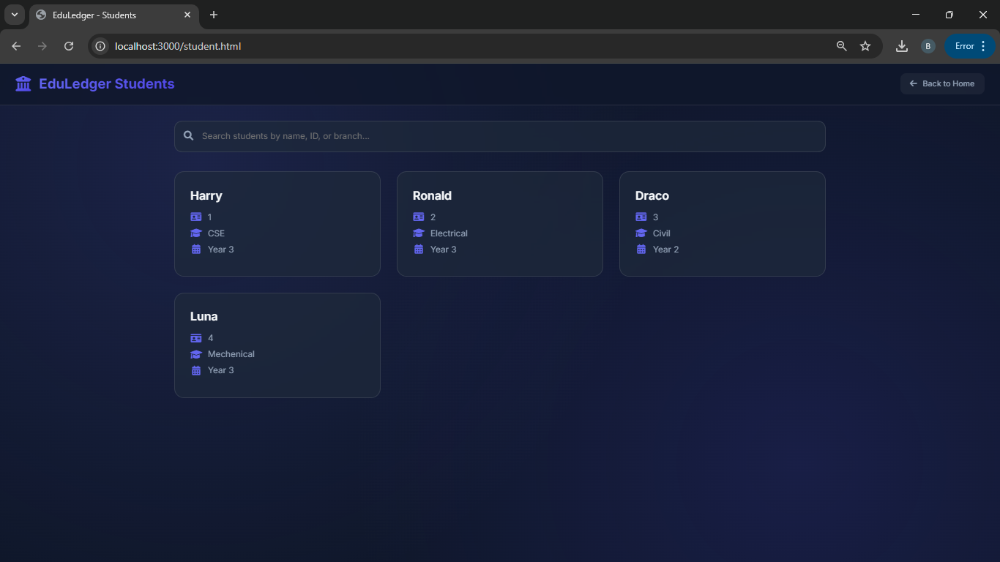 EduLedger - Students
localhost:3000/student.html
B
Error
EduLedger Students
Back to Home
Search students by name, ID, or branch...
Harry
1
CSE
Year 3
Ronald
2
Electrical
Year 3
Draco
3
Civil
Year 2
Luna
4
Mechenical
Year 3